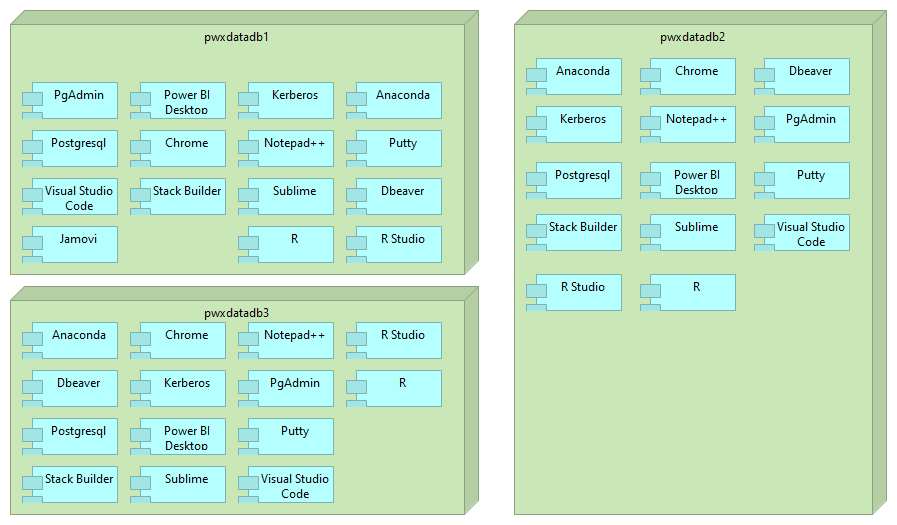 pwxdatadb1
PgAdmin
Power BI
Desktop
Kerberos
Anaconda
Postgresql
Chrome
Notepad++
Putty
Visual Studio
Code
Stack Builder
Sublime
Dbeaver
Jamovi
R
R Studio
pwxdatadb2
Anaconda
Chrome
Dbeaver
Kerberos
Notepad++
PgAdmin
Postgresql
Power BI
Desktop
Putty
Stack Builder
Sublime
Visual Studio
Code
R Studio
R
pwxdatadb3
Anaconda
Chrome
Notepad++
R Studio
Dbeaver
Kerberos
PgAdmin
R
Postgresql
Power BI
Desktop
Putty
Stack Builder
Sublime
Visual Studio
Code